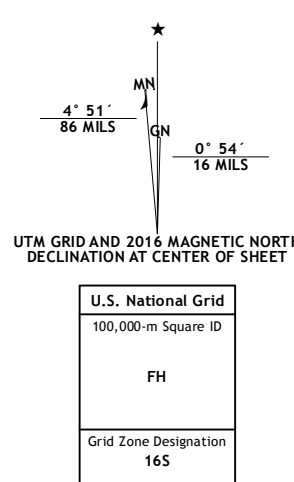 MN
4° 51´
86 MILS
GN
0° 54´
16 MILS
UTM GRID AND 2016 MAGNETIC NORTH
DECLINATION AT CENTER OF SHEET
U.S. National Grid
100,000-m Square ID
FH
Grid Zone Designation
16S